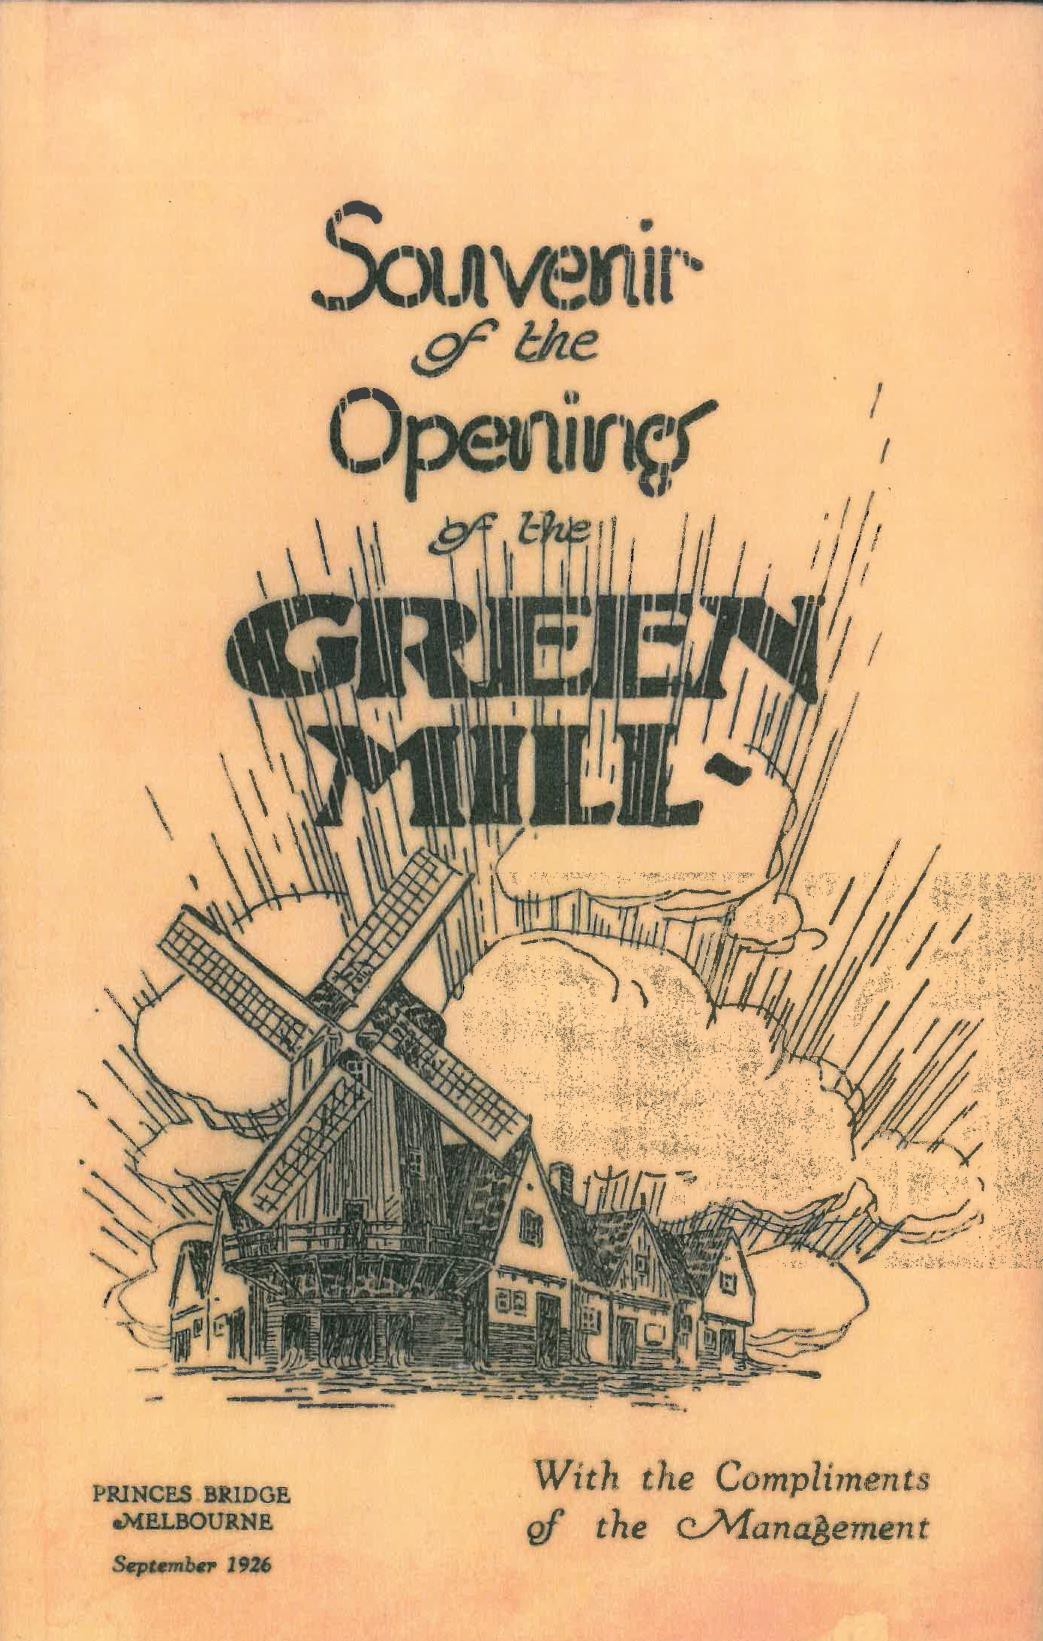 Souvenir
of the
Opening
of the
GREEN
MILL-
PRINCES BRIDGE
MELBOURNE
September 1926
With the Compliments
of the Management